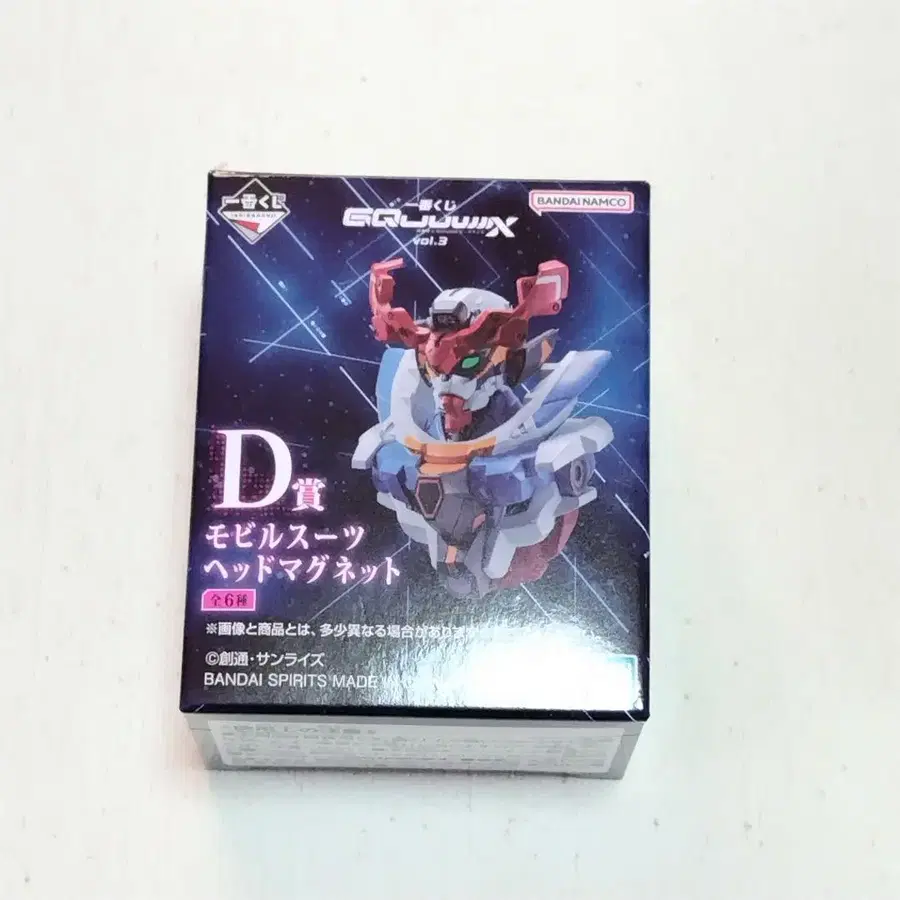 一番くじ
BANDAI NAMCO
一番くじ
GQuuuuuuX
vol.3
D賞
モビルスーツ
ヘッドマグネット
全6種
※画像と商品とは、多少異なる場合があります
©創通・サンライズ
BANDAI SPIRITS MADE IN